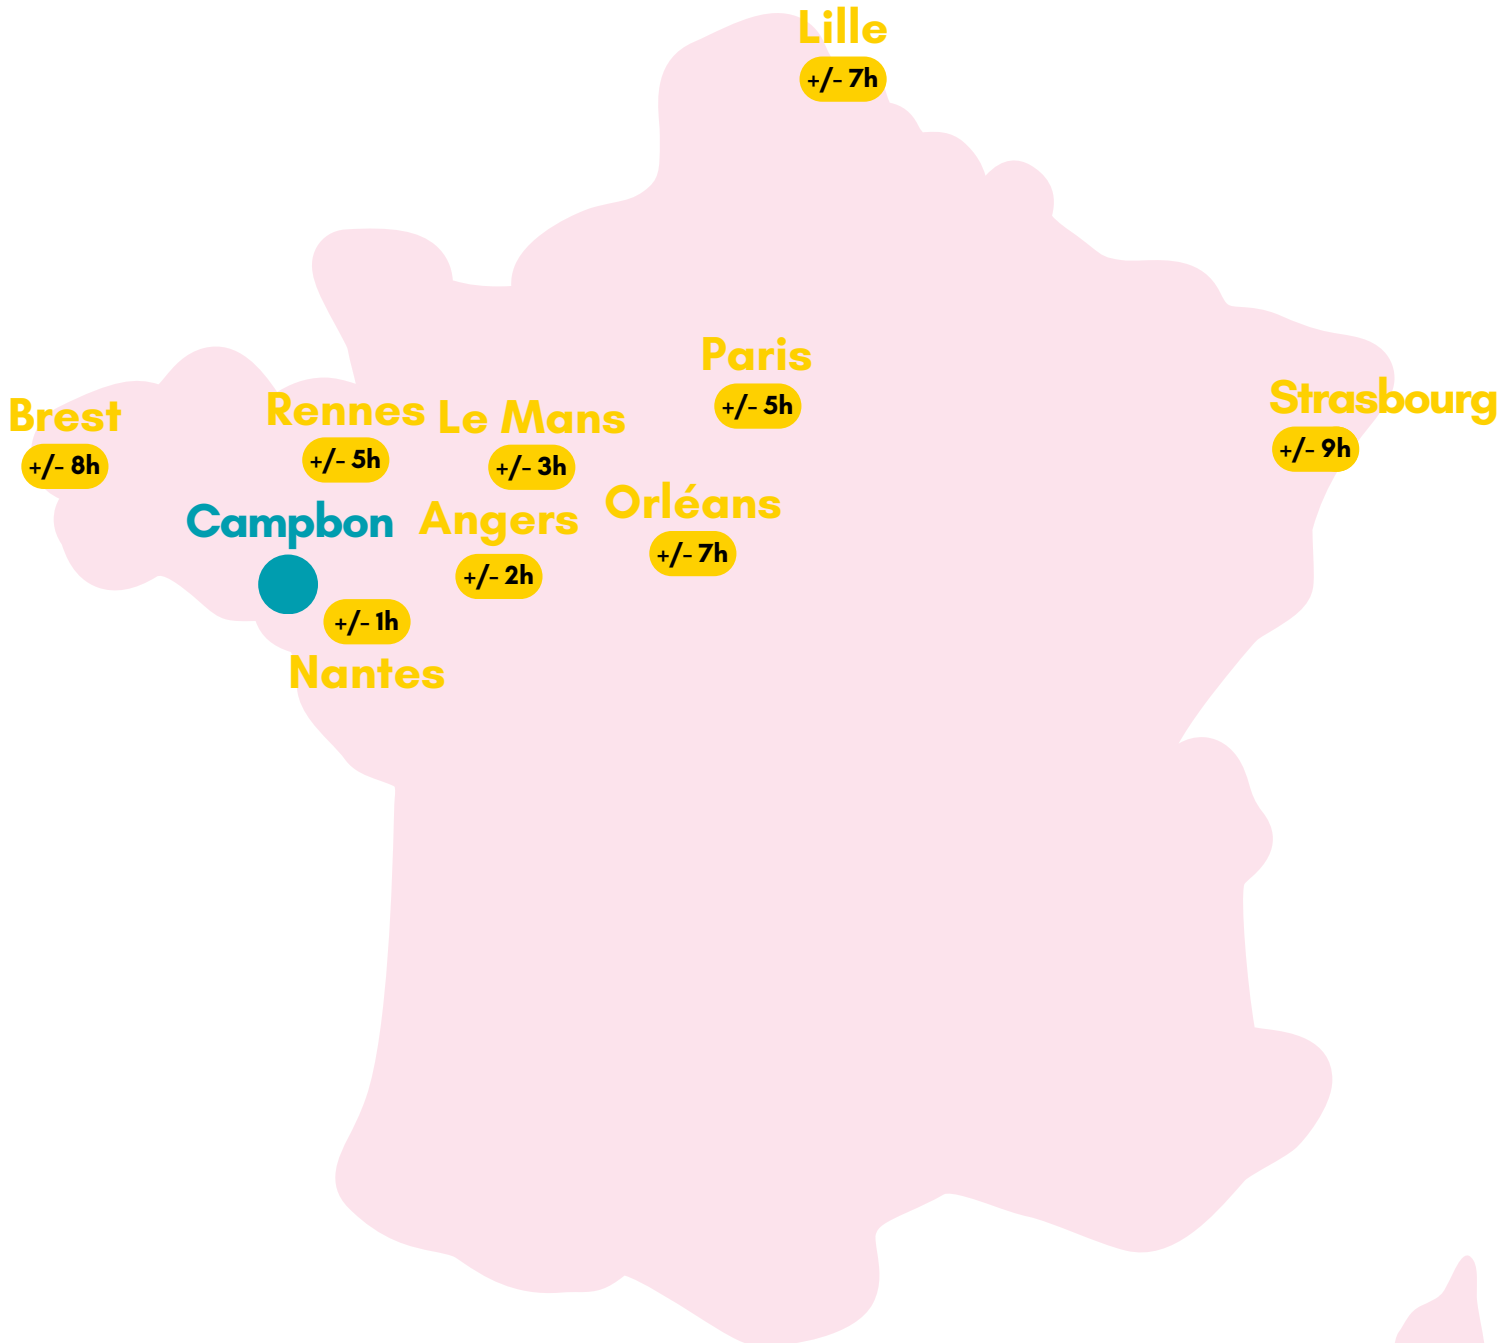 Lille
+/- 7h
Paris
+/- 5h
Strasbourg
+/- 9h
Brest
+/- 8h
Rennes
+/- 5h
Le Mans
+/- 3h
Orléans
+/- 7h
Campbon
Angers
+/- 2h
+/- 1h
Nantes